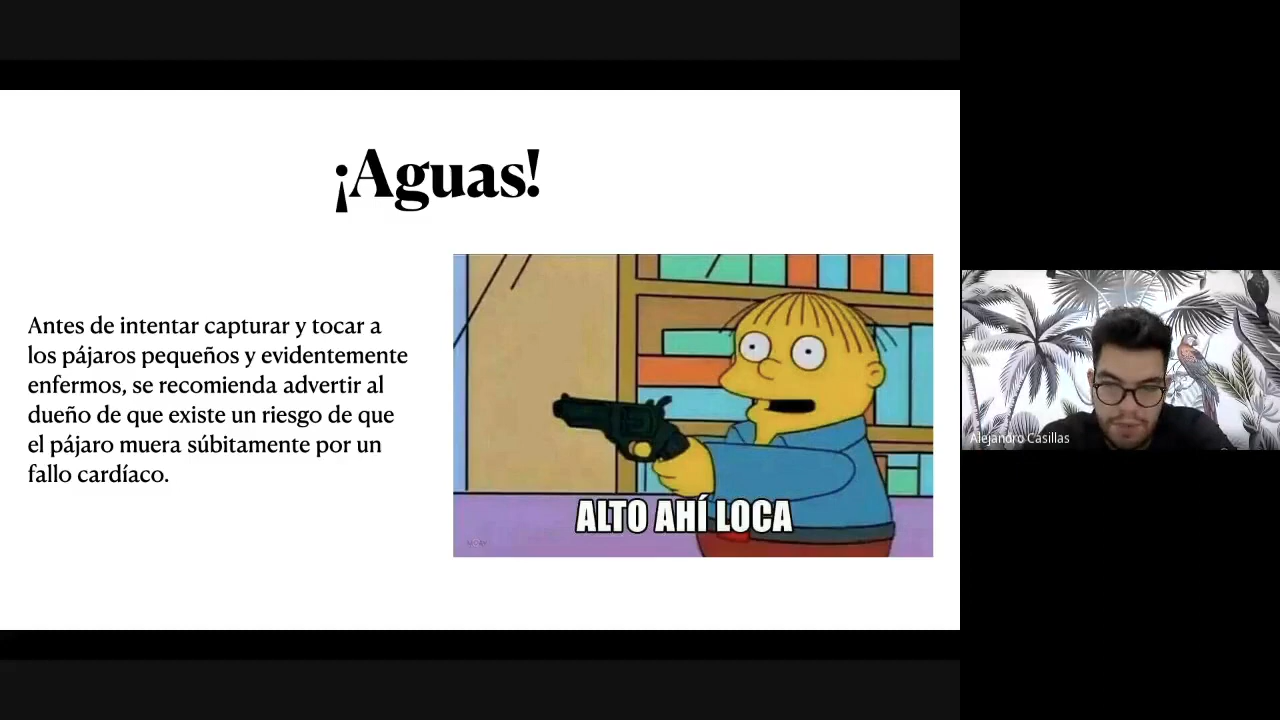 ¡Aguas!
Antes de intentar capturar y tocar a
los pájaros pequeños y evidentemente
enfermos, se recomienda advertir al
dueño de que existe un riesgo de que
el pájaro muera súbitamente por un
fallo cardíaco.
ALTO AHÍ LOCA
Alejandro Casillas